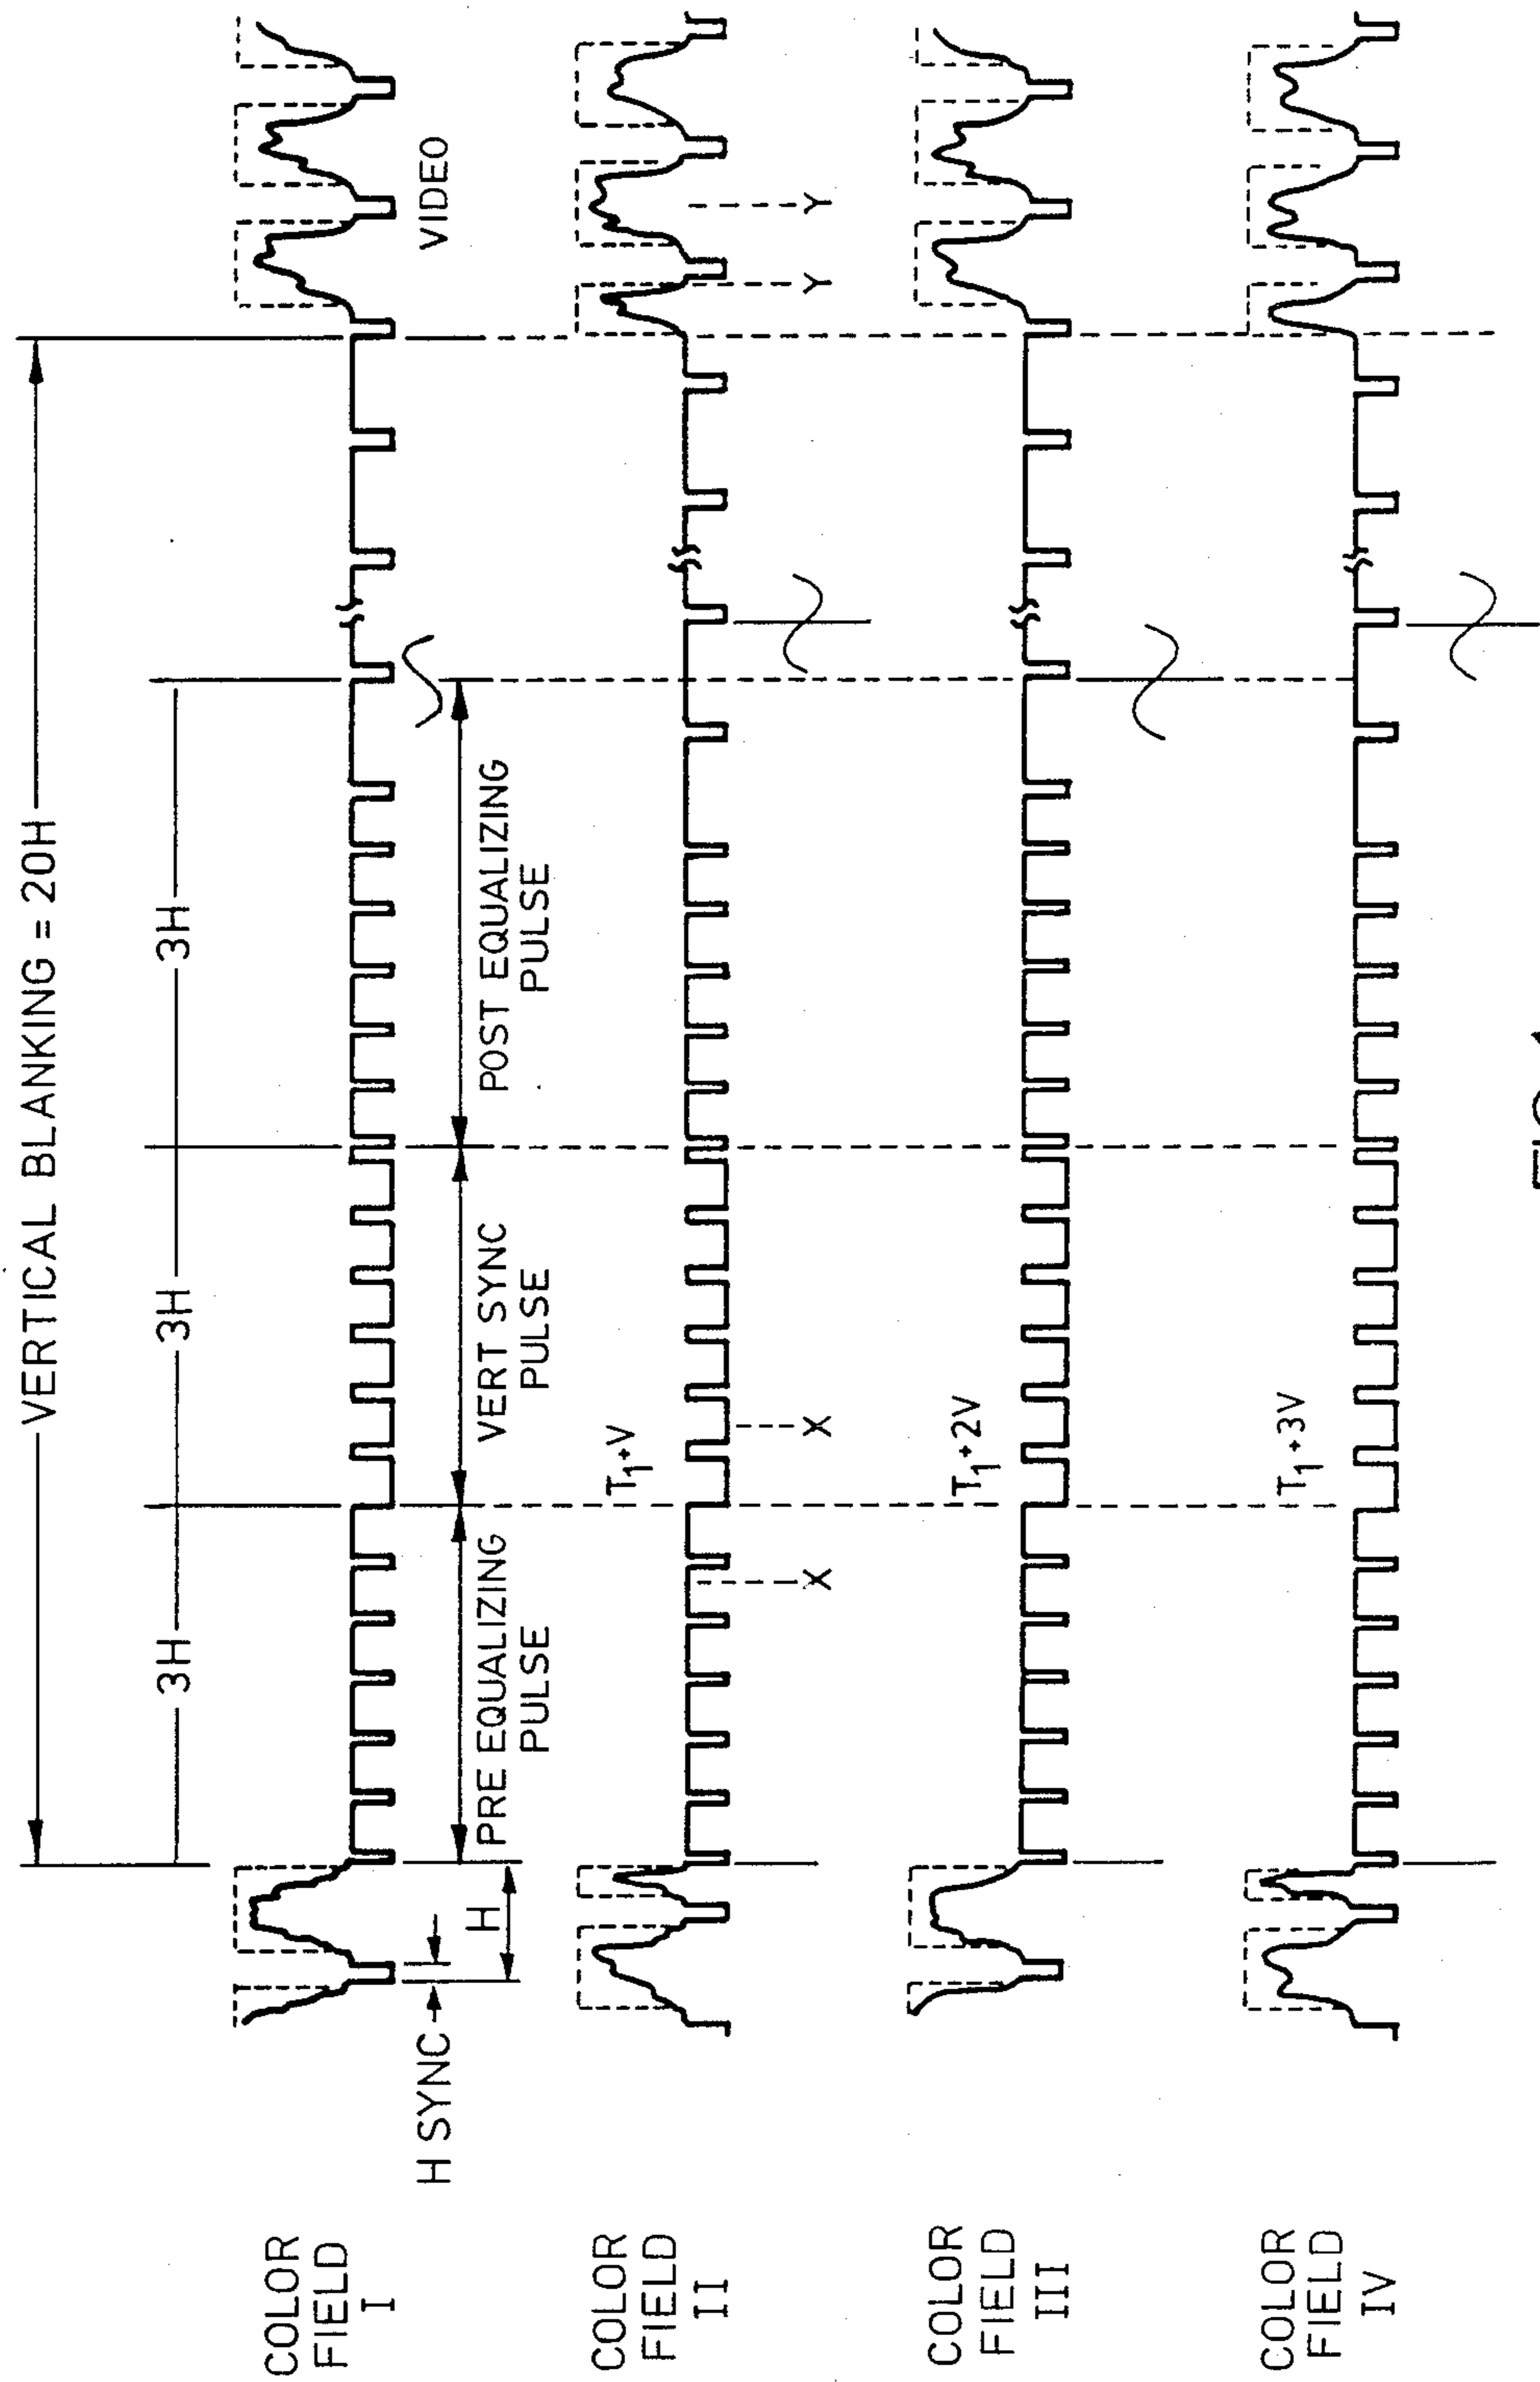 VERTICAL BLANKING = 20H
3H
3H
3H
COLOR
FIELD
I
H SYNC
H
PRE EQUALIZING
PULSE
VERT SYNC
PULSE
POST EQUALIZING
PULSE
VIDEO
COLOR
FIELD
II
T1+V
X
X
Y
Y
COLOR
FIELD
III
T1+2V
COLOR
FIELD
IV
T1+3V